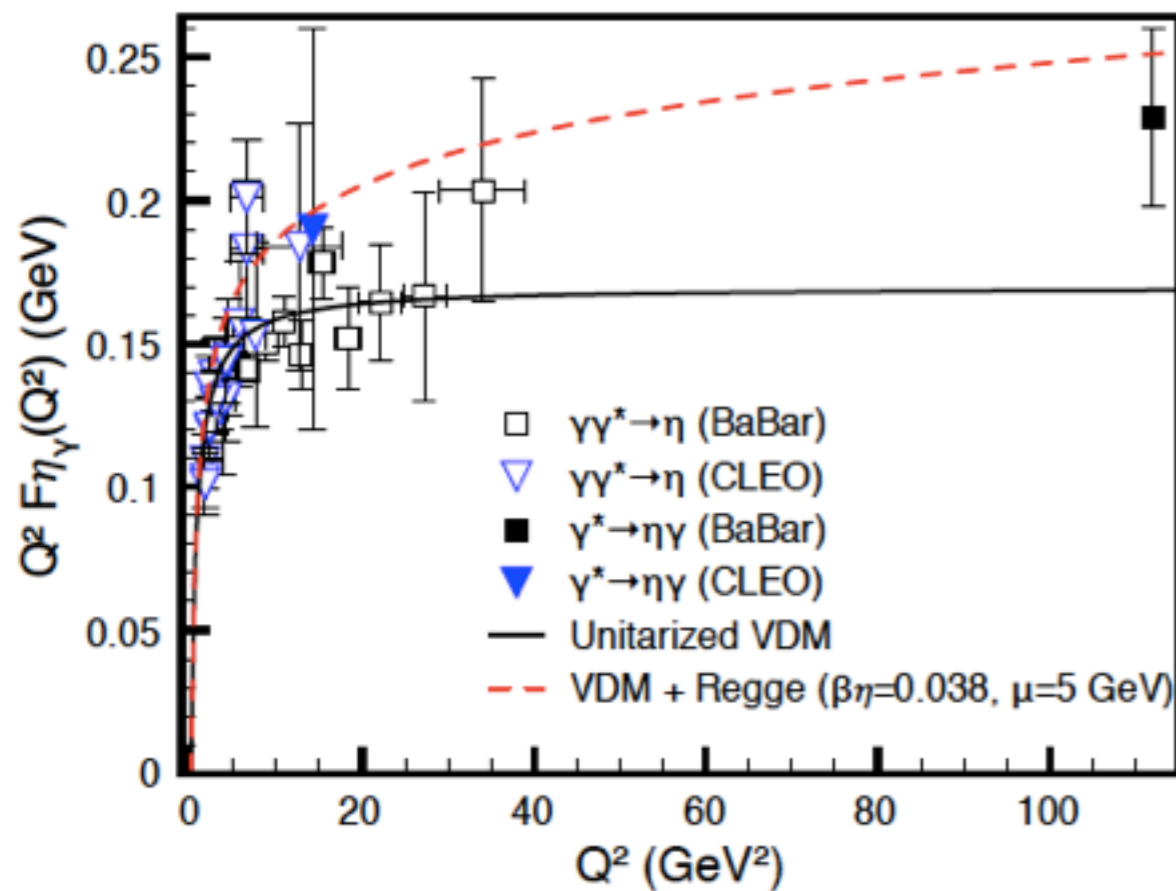 Q² Fηγ(Q²) (GeV)
0.25
0.2
0.15
0.1
0.05
0
γγ*→η (BaBar)
γγ*→η (CLEO)
γ*→ηγ (BaBar)
γ*→ηγ (CLEO)
Unitarized VDM
VDM + Regge (βη=0.038, μ=5 GeV)
0 20 40 60 80 100
Q² (GeV²)